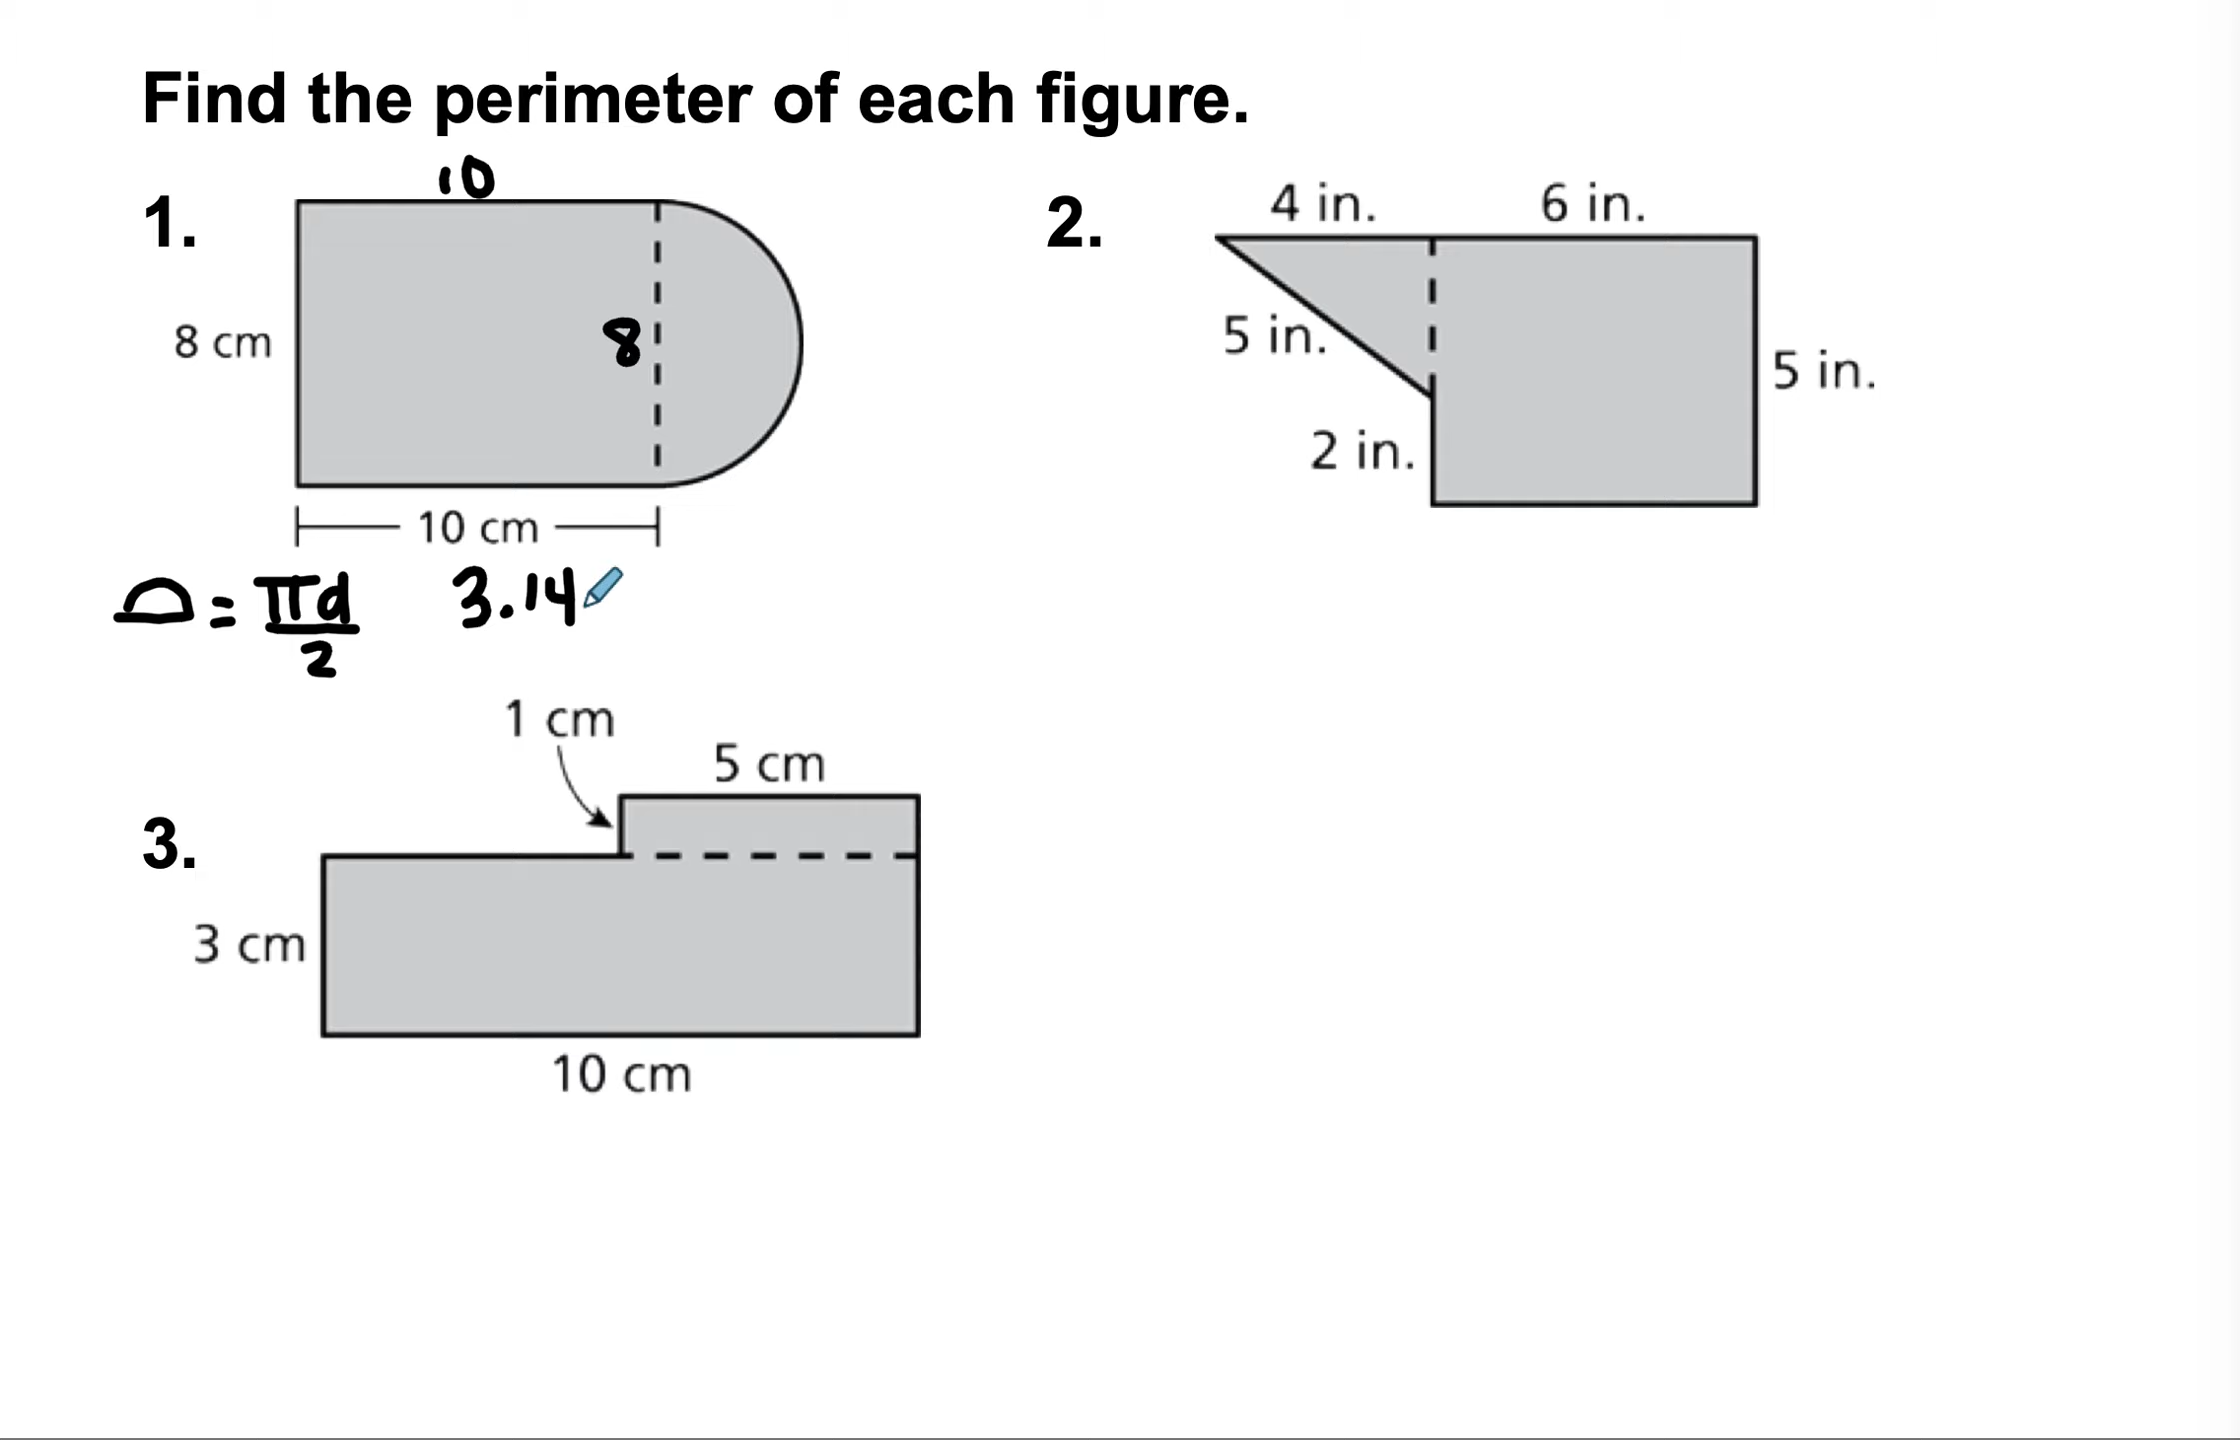 Find the perimeter of each figure.
1.
10
8 cm
8
10 cm
= πd
2
3.14
2.
4 in.
6 in.
5 in.
5 in.
2 in.
3.
1 cm
5 cm
3 cm
10 cm